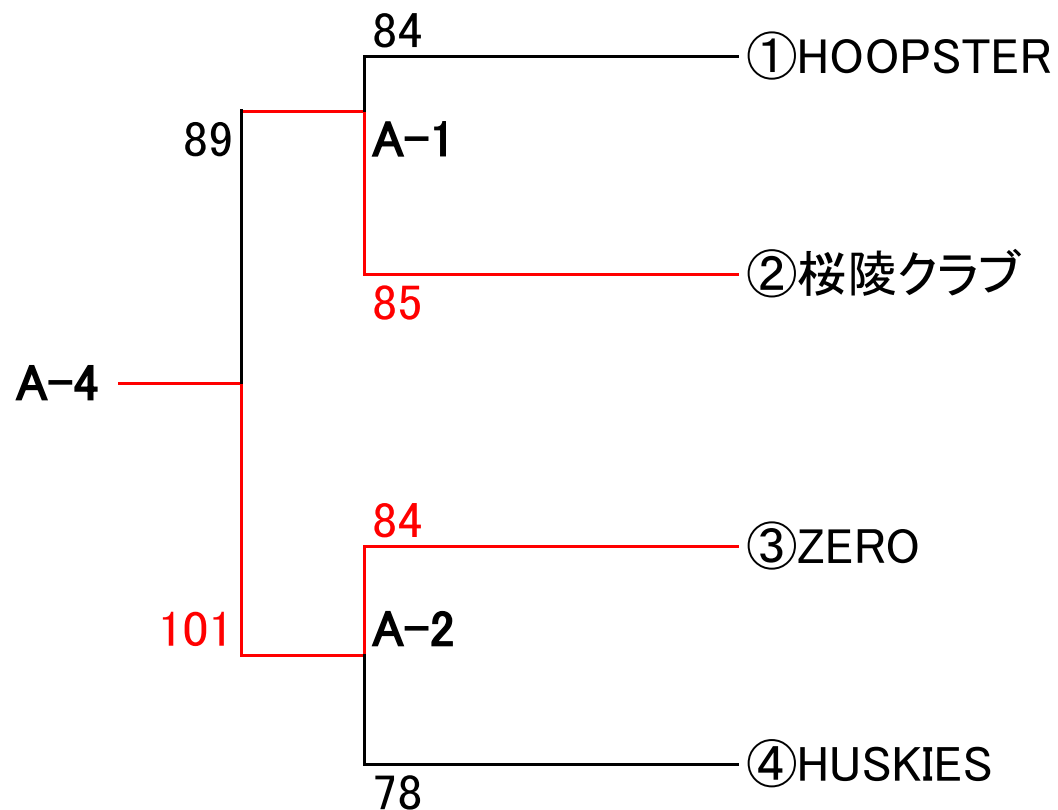 84
①HOOPSTER
89
A-1
②桜陵クラブ
85
A-4
84
③ZERO
101
A-2
④HUSKIES
78